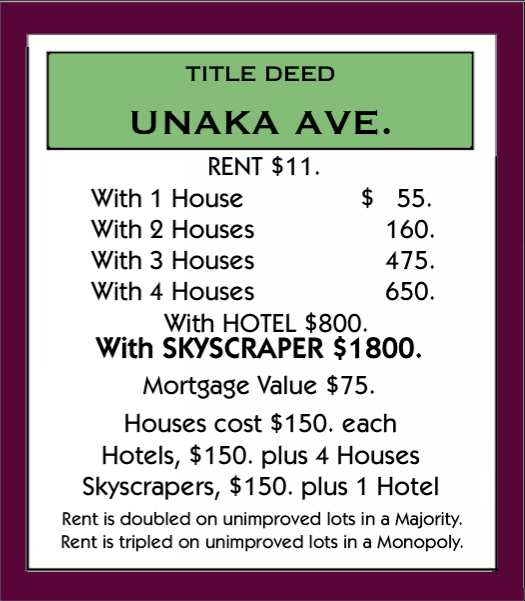 TITLE DEED
UNAKA AVE.
RENT $11.
With 1 House $ 55.
With 2 Houses 160.
With 3 Houses 475.
With 4 Houses 650.
With HOTEL $800.
With SKYSCRAPER $1800.
Mortgage Value $75.
Houses cost $150. each
Hotels, $150. plus 4 Houses
Skyscrapers, $150. plus 1 Hotel
Rent is doubled on unimproved lots in a Majority.
Rent is tripled on unimproved lots in a Monopoly.